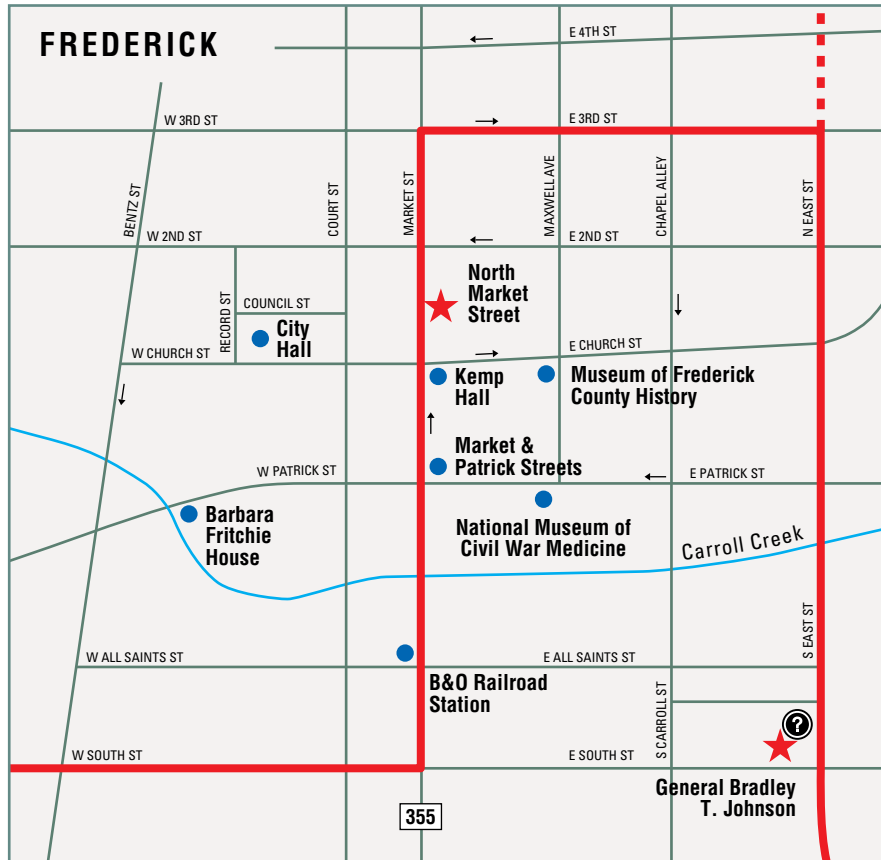 FREDERICK
E 4TH ST
W 3RD ST
E 3RD ST
BENTZ ST
COURT ST
MARKET ST
MAXWELL AVE
CHAPEL ALLEY
N EAST ST
W 2ND ST
E 2ND ST
North
Market
Street
RECORD ST
COUNCIL ST
City
Hall
W CHURCH ST
E CHURCH ST
Kemp
Hall
Museum of Frederick
County History
Market &
Patrick Streets
W PATRICK ST
E PATRICK ST
Barbara
Fritchie
House
National Museum of
Civil War Medicine
Carroll Creek
S EAST ST
W ALL SAINTS ST
E ALL SAINTS ST
B&O Railroad
Station
S CARROLL ST
?
W SOUTH ST
E SOUTH ST
General Bradley
T. Johnson
355